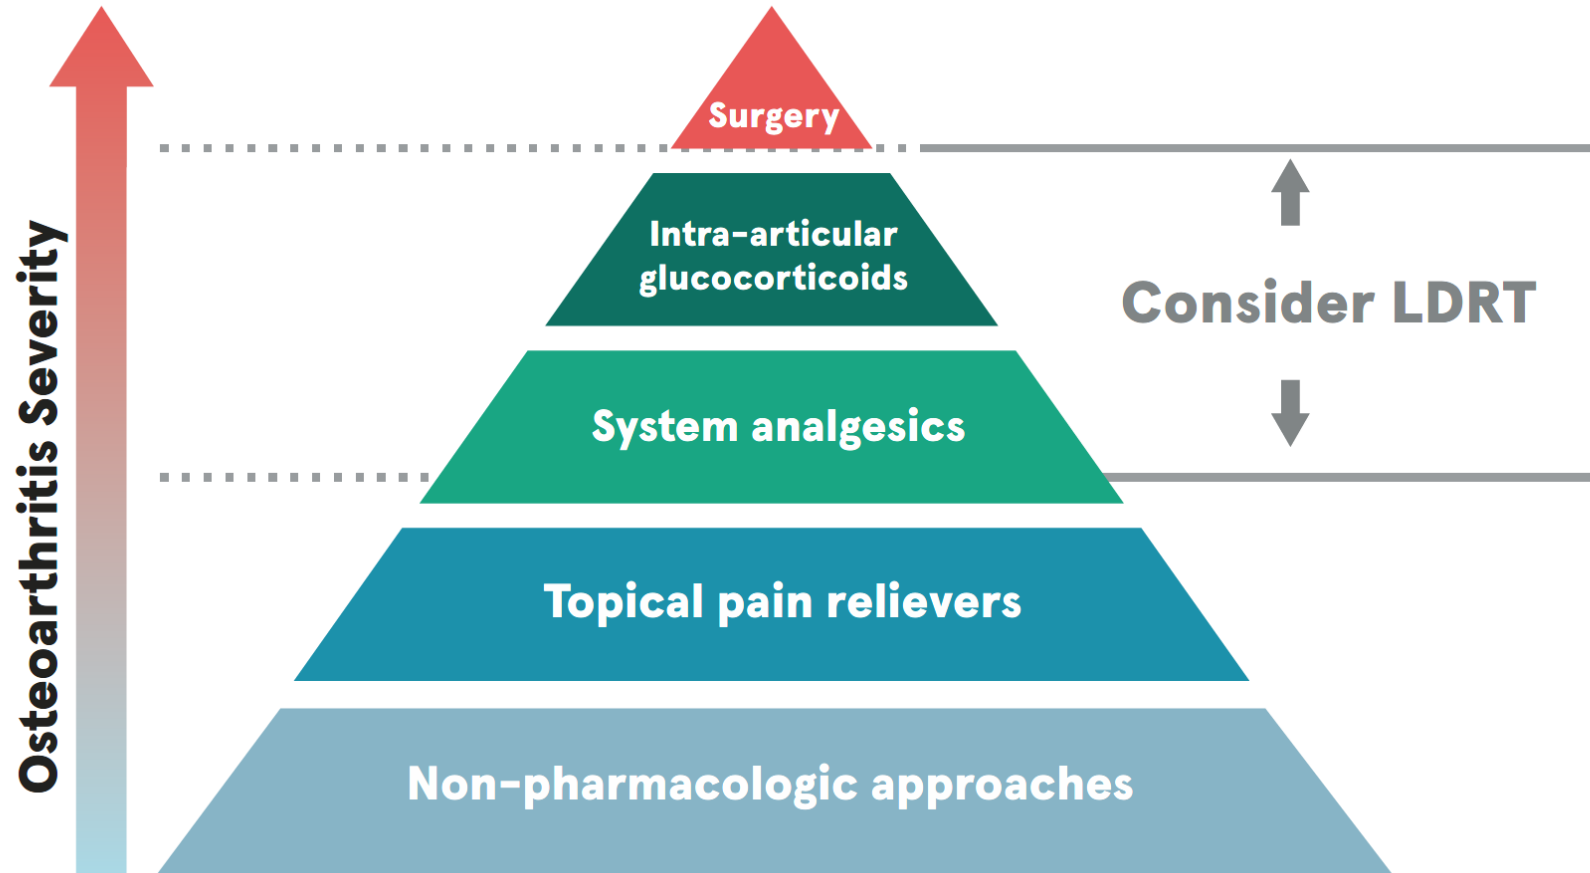 Osteoarthritis Severity
Surgery
Intra-articular
glucocorticoids
Consider LDRT
System analgesics
Topical pain relievers
Non-pharmacologic approaches